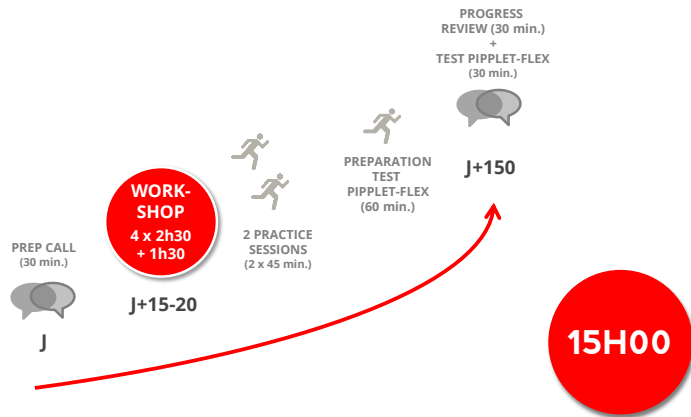 PREP CALL
(30 min.)
J
WORK-
SHOP
4 x 2h30
+ 1h30
J+15-20
2 PRACTICE
SESSIONS
(2 x 45 min.)
PREPARATION
TEST
PIPPLET-FLEX
(60 min.)
PROGRESS
REVIEW (30 min.)
+
TEST PIPPLET-FLEX
(30 min.)
J+150
15H00